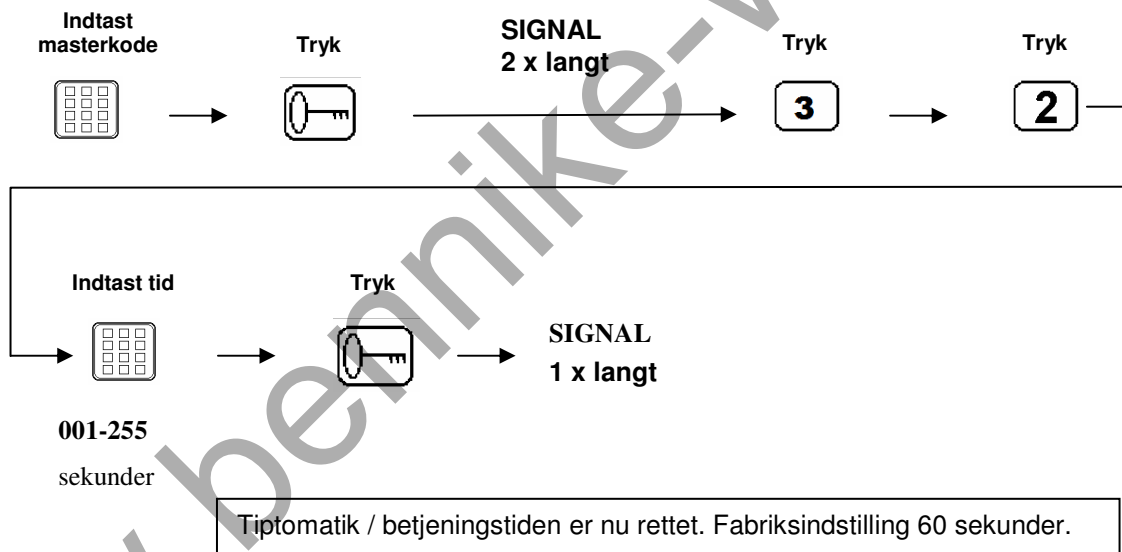 Indtast
masterkode
Tryk
SIGNAL
2 x langt
Tryk
3
Tryk
2
Indtast tid
Tryk
SIGNAL
1 x langt
001-255
sekunder
Tiptomatik / betjeningstiden er nu rettet. Fabriksindstilling 60 sekunder.
bennike-